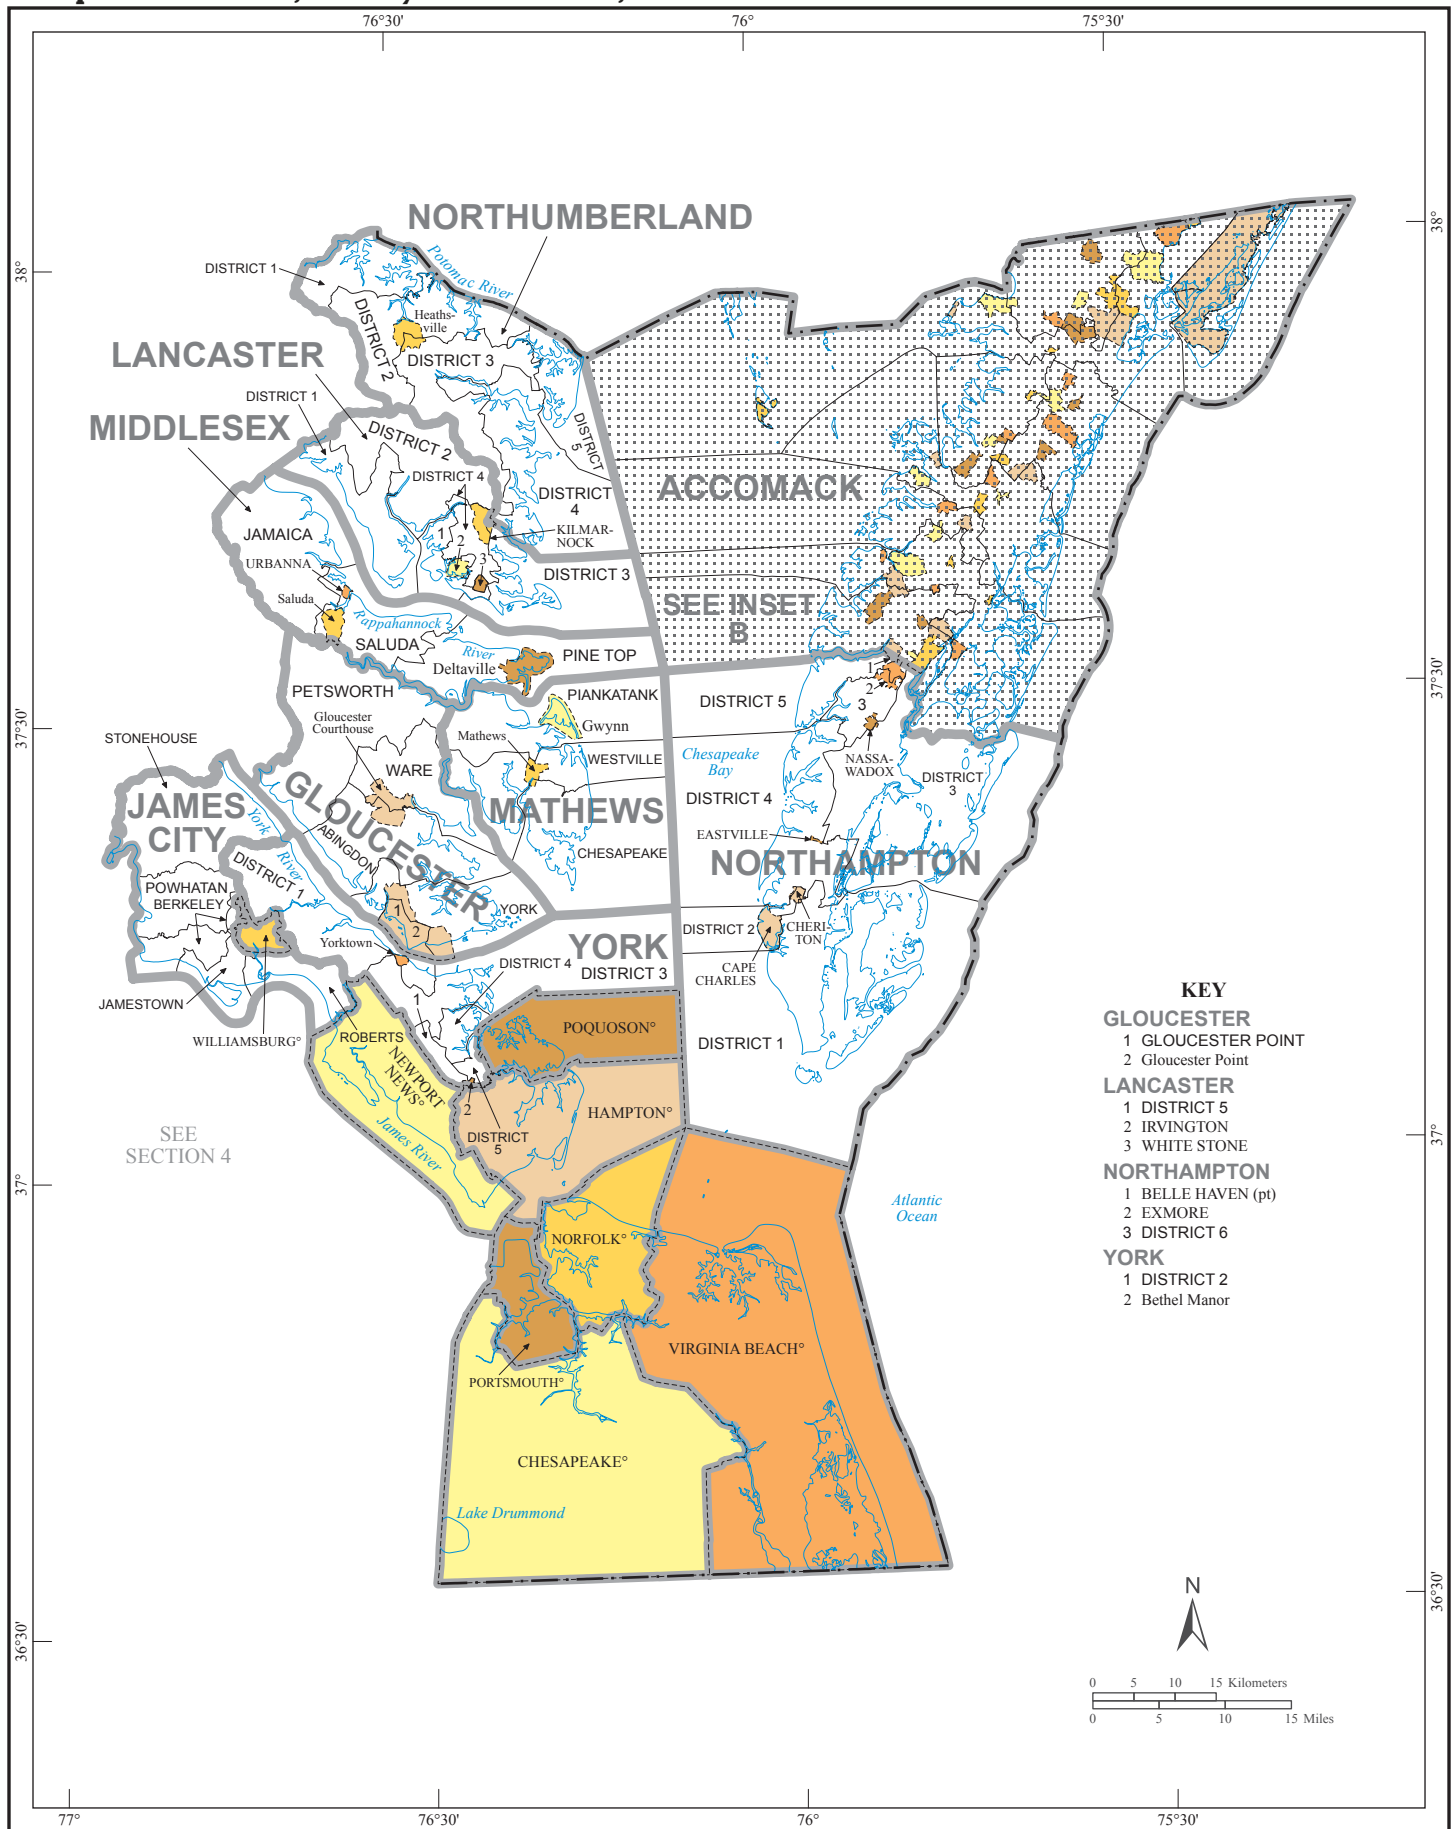 76°30'
76°
75°30'
38°
38°
NORTHUMBERLAND
Potomac River
DISTRICT 1
DISTRICT 2
Heaths-
ville
DISTRICT 3
LANCASTER
DISTRICT 1
MIDDLESEX
DISTRICT 2
DISTRICT
5
DISTRICT 4
DISTRICT
4
ACCOMACK
1
2
3
KILMAR-
NOCK
JAMAICA
URBANNA
DISTRICT 3
Saluda
SEE INSET
B
Rappahannock
River
SALUDA
Deltaville
PINE TOP
PETSWORTH
PIANKATANK
DISTRICT 5
1
2
3
37°30'
37°30'
Gloucester
Courthouse
Gwynn
Mathews
STONEHOUSE
WESTVILLE
Chesapeake
Bay
NASSA-
WADOX
WARE
DISTRICT
3
JAMES
CITY
GLOUCESTER
MATHEWS
DISTRICT 4
York
River
ABINGDON
EASTVILLE
CHESAPEAKE
NORTHAMPTON
DISTRICT 1
POWHATAN
BERKELEY
1
2
YORK
DISTRICT 2
CHERI-
TON
Yorktown
YORK
DISTRICT 4
DISTRICT 3
CAPE
CHARLES
JAMESTOWN
1
WILLIAMSBURG°
ROBERTS
POQUOSON°
DISTRICT 1
NEWPORT
NEWS°
2
HAMPTON°
DISTRICT
5
James River
SEE
SECTION 4
37°
37°
KEY
GLOUCESTER
1 GLOUCESTER POINT
2 Gloucester Point
LANCASTER
1 DISTRICT 5
2 IRVINGTON
3 WHITE STONE
NORTHAMPTON
1 BELLE HAVEN (pt)
2 EXMORE
3 DISTRICT 6
YORK
1 DISTRICT 2
2 Bethel Manor
Atlantic
Ocean
NORFOLK°
VIRGINIA BEACH°
PORTSMOUTH°
CHESAPEAKE°
Lake Drummond
N
36°30'
36°30'
0 5 10 15 Kilometers
0 5 10 15 Miles
77°
76°30'
76°
75°30'